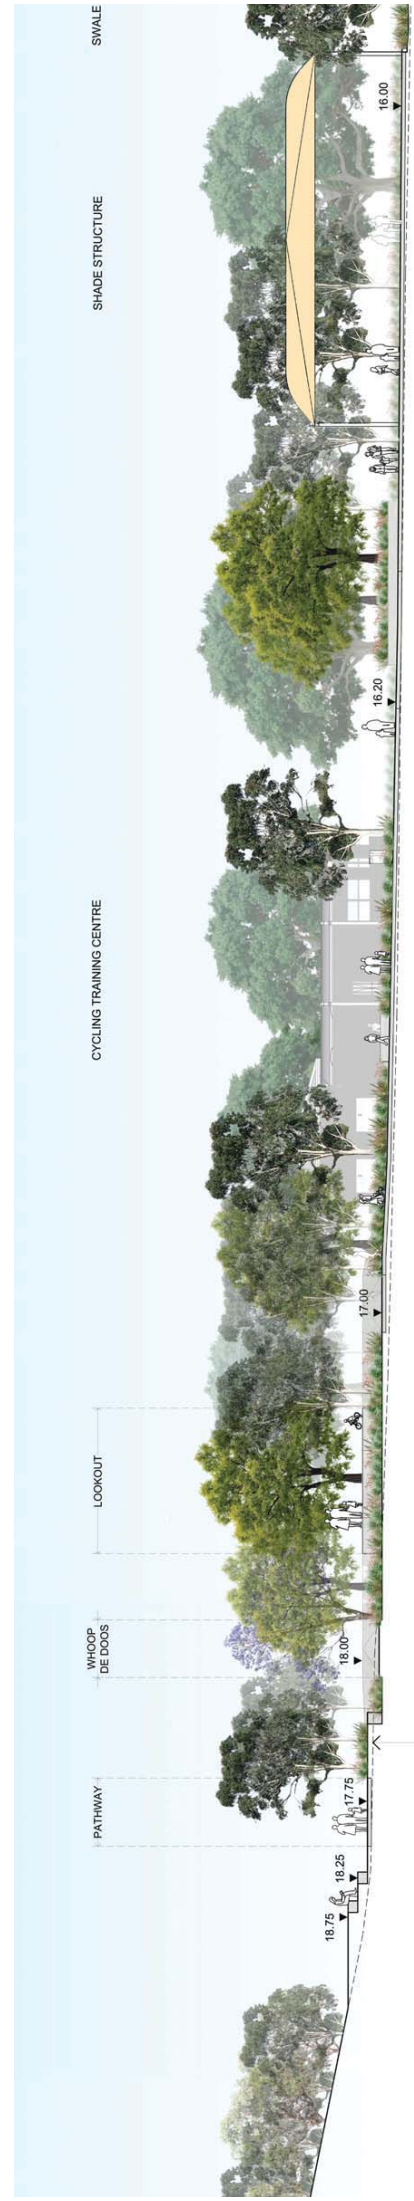 PATHWAY
WHOOP
DE DOOS
LOOKOUT
CYCLING TRAINING CENTRE
SHADE STRUCTURE
SWALE
18.75
18.25
17.75
18.00
17.00
16.20
16.00